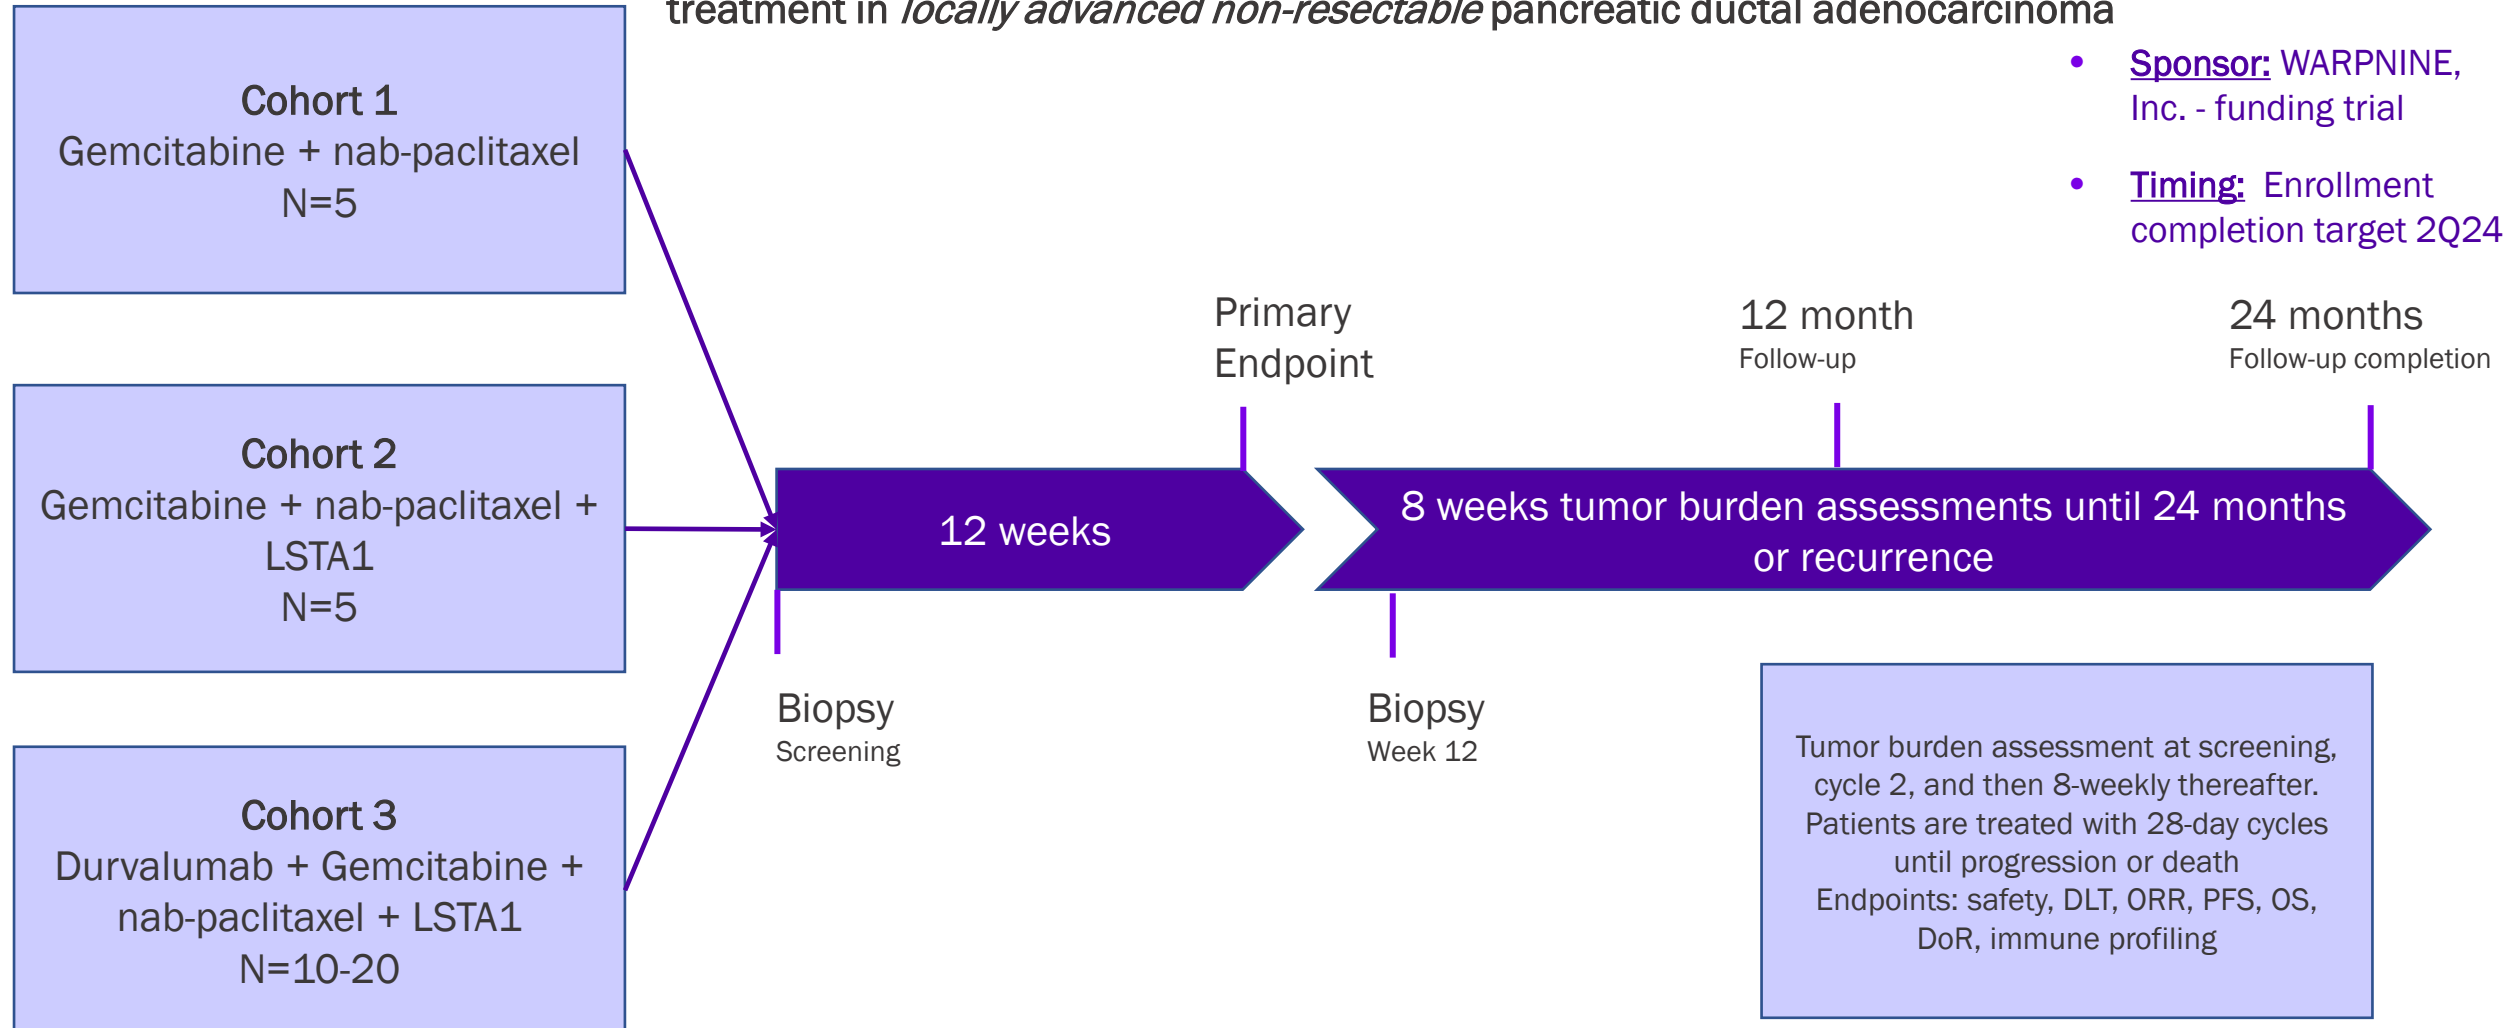 treatment in locally advanced non-resectable pancreatic ductal adenocarcinoma
• Sponsor: WARPNINE,
Inc. - funding trial
• Timing: Enrollment
completion target 2Q24
Cohort 1
Gemcitabine + nab-paclitaxel
N=5
Cohort 2
Gemcitabine + nab-paclitaxel +
LSTA1
N=5
Cohort 3
Durvalumab + Gemcitabine +
nab-paclitaxel + LSTA1
N=10-20
Primary
Endpoint
12 month
Follow-up
24 months
Follow-up completion
12 weeks
8 weeks tumor burden assessments until 24 months
or recurrence
Biopsy
Screening
Biopsy
Week 12
Tumor burden assessment at screening,
cycle 2, and then 8-weekly thereafter.
Patients are treated with 28-day cycles
until progression or death
Endpoints: safety, DLT, ORR, PFS, OS,
DoR, immune profiling